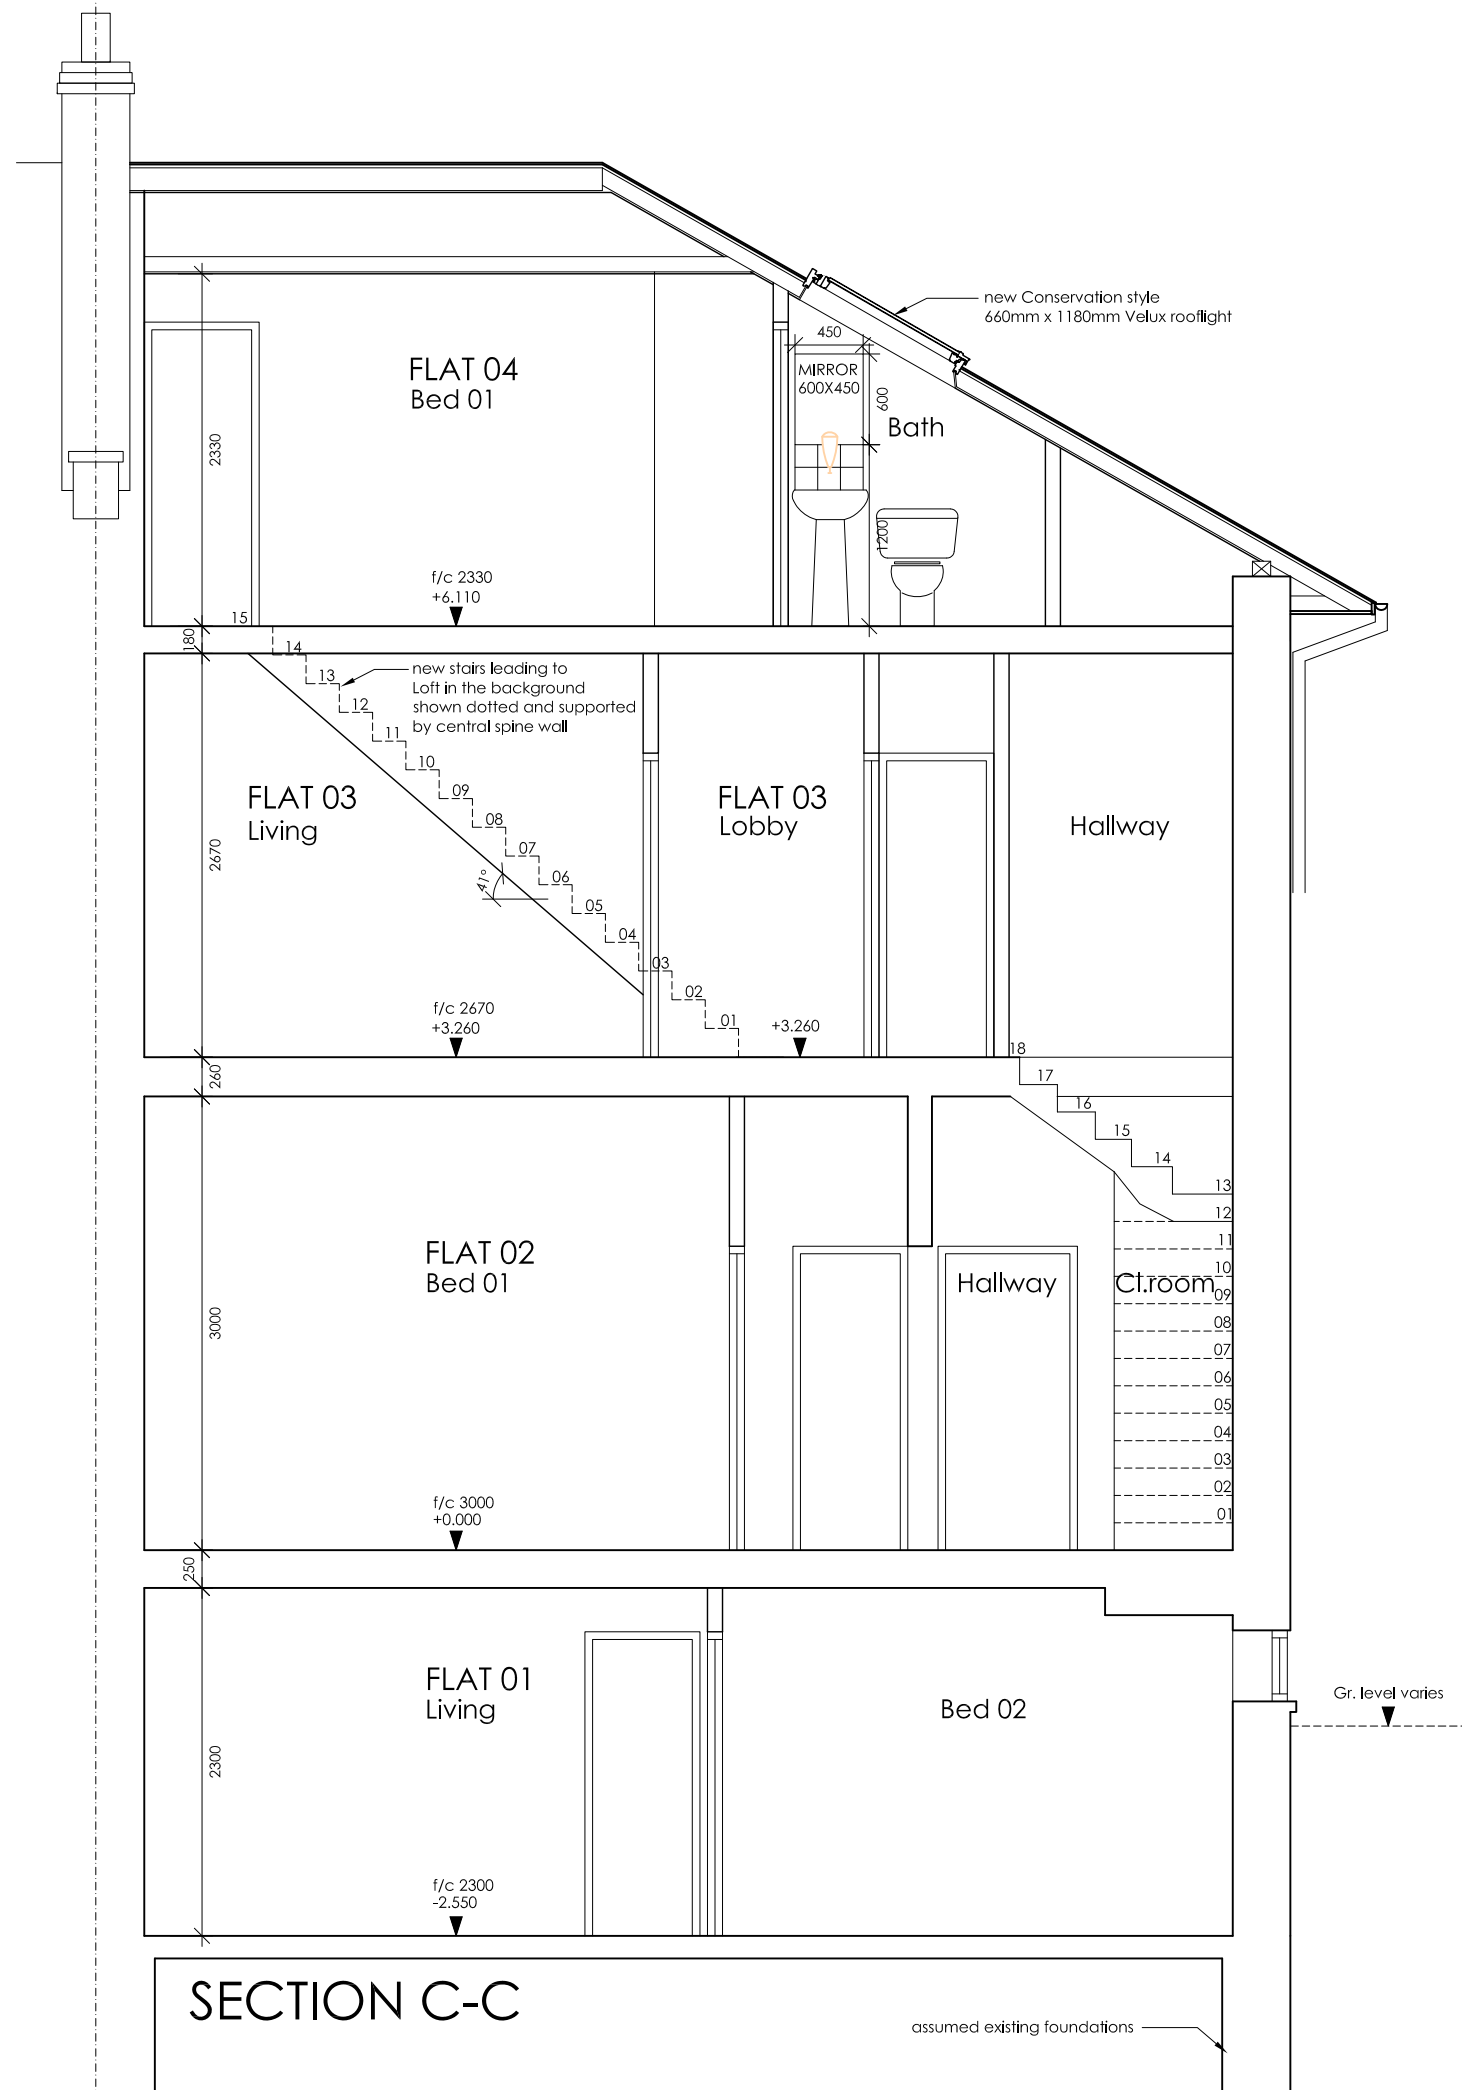 new Conservation style
660mm x 1180mm Velux rooflight
450
MIRROR
600X450
600
FLAT 04
Bed 01
Bath
2330
1200
f/c 2330
+6.110
15
180
14
13
12
11
10
09
08
07
06
05
04
03
02
01
new stairs leading to
Loft in the background
shown dotted and supported
by central spine wall
FLAT 03
Living
FLAT 03
Lobby
Hallway
2670
41°
f/c 2670
+3.260
+3.260
260
18
17
16
15
14
13
12
11
10
09
08
07
06
05
04
03
02
01
FLAT 02
Bed 01
Hallway
Cl.room
3000
f/c 3000
+0.000
250
FLAT 01
Living
Bed 02
Gr. level varies
2300
f/c 2300
-2.550
SECTION C-C
assumed existing foundations